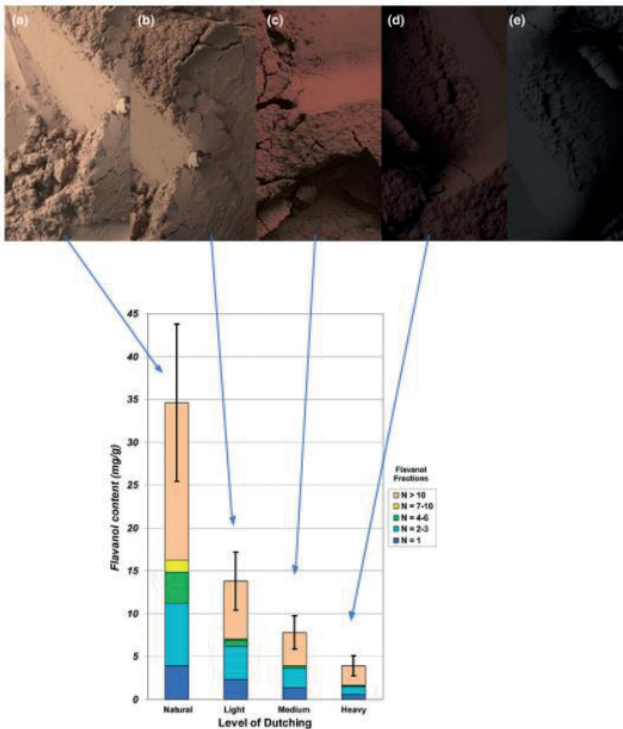 (a) (b) (c) (d) (e)
45
40
35
30
25
20
15
10
5
0
Flavanol content (mg/g)
Flavanol
Fractions
N > 10
N = 7-10
N = 4-6
N = 2-3
N = 1
Natural Light Medium Heavy
Level of Dutching